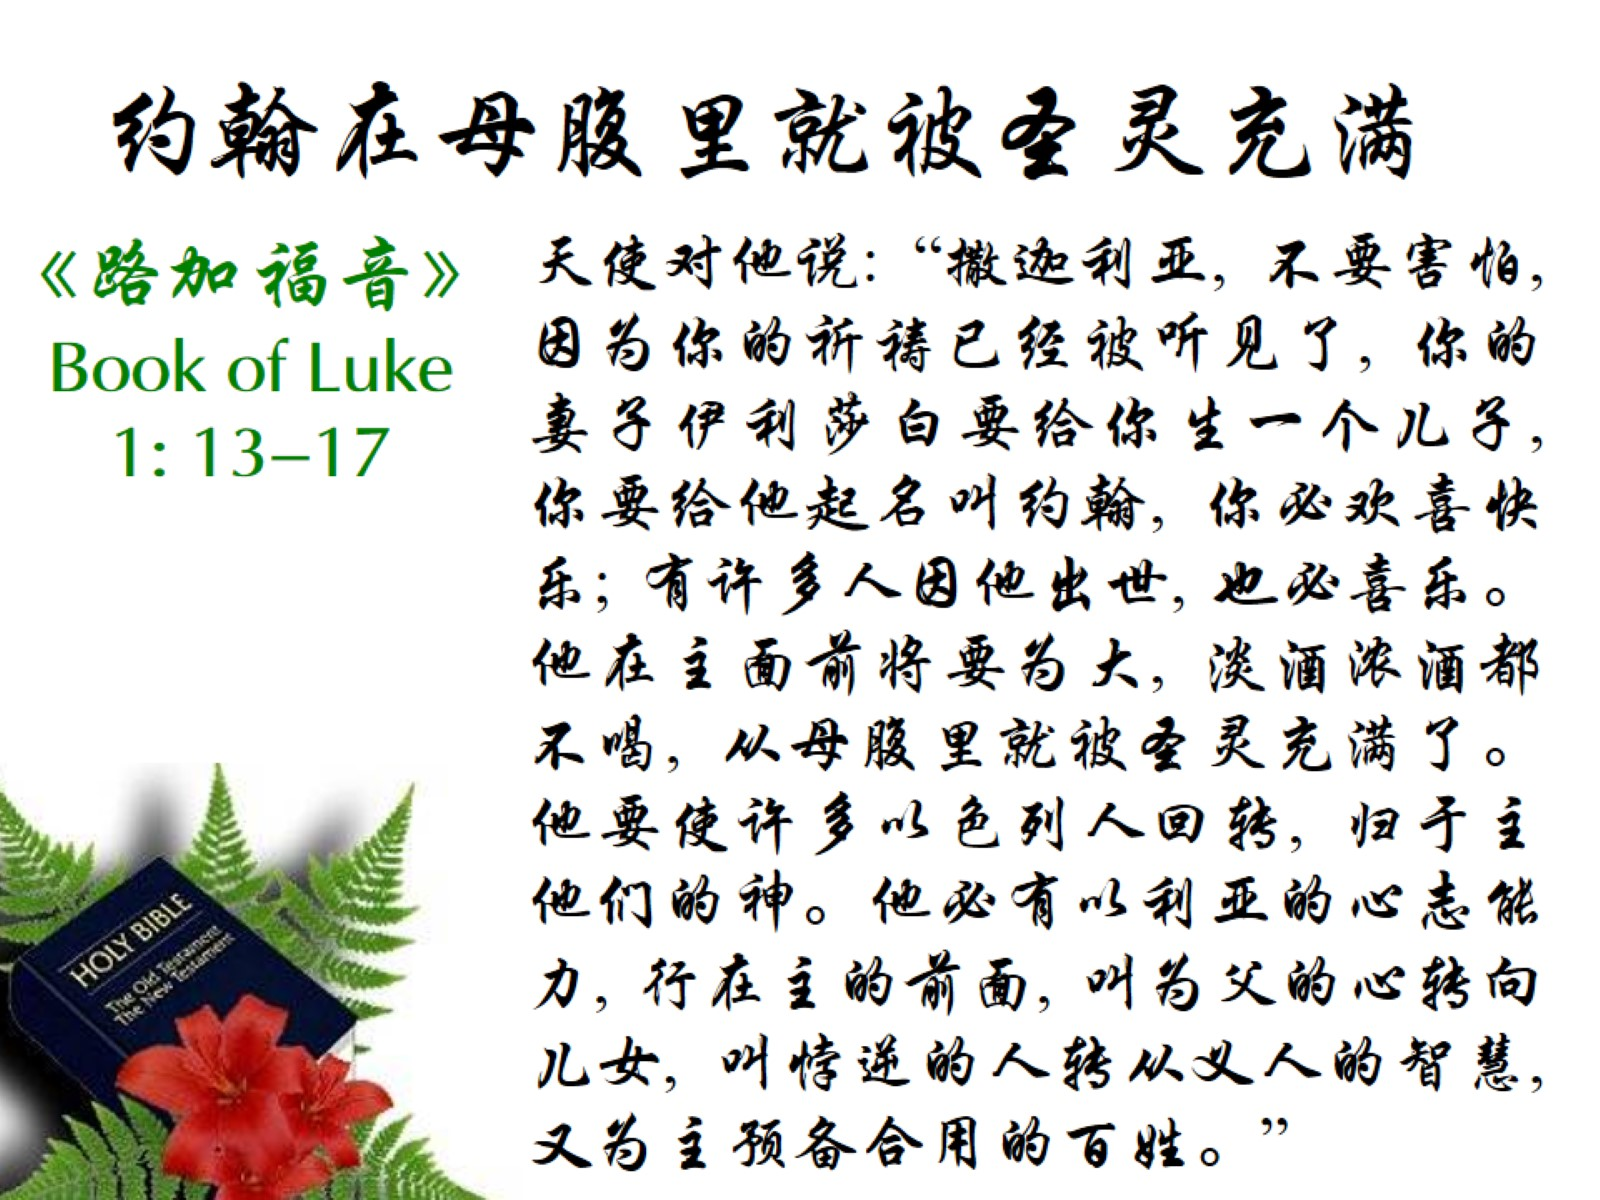 约翰在母腹里就被圣灵充满
《路加福音》
Book of Luke
1: 13–17
天使对他说：“撒迦利亚，不要害怕，
因为你的祈祷已经被听见了，你的
妻子伊利莎白要给你生一个儿子，
你要给他起名叫约翰，你必欢喜快
乐；有许多人因他出世，也必喜乐。
他在主面前将要为大，淡酒浓酒都
不喝，从母腹里就被圣灵充满了。
他要使许多以色列人回转，归于主
他们的神。他必有以利亚的心志能
力，行在主的前面，叫为父的心转向
儿女，叫悖逆的人转从义人的智慧，
又为主预备合用的百姓。”
HOLY BIBLE
The Old Testament
The New Testament